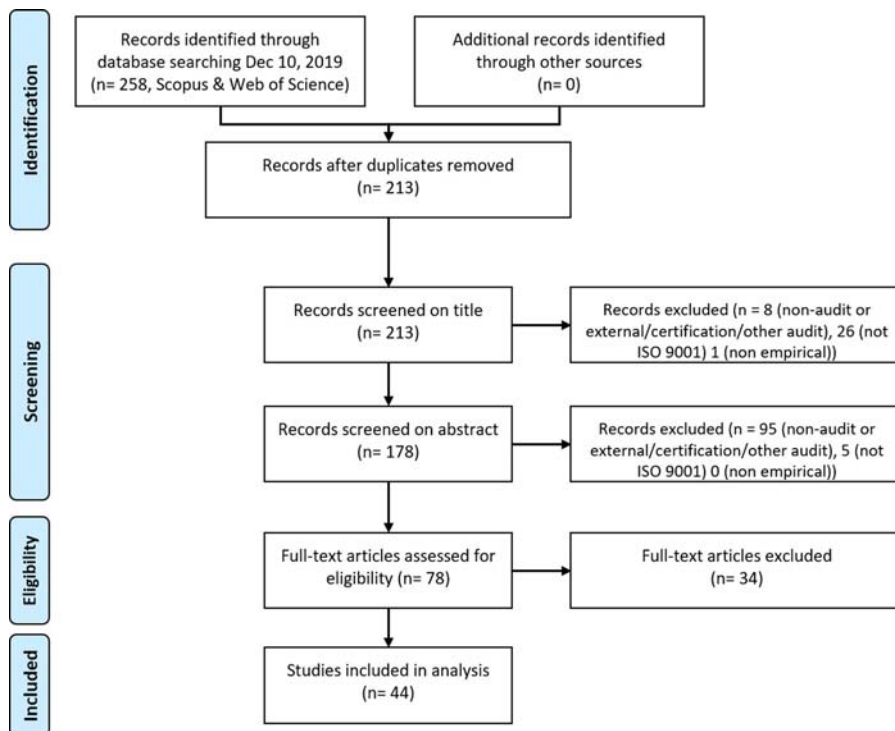 Identification
Records identified through
database searching Dec 10, 2019
(n= 258, Scopus & Web of Science)
Additional records identified
through other sources
(n= 0)
Records after duplicates removed
(n= 213)
Screening
Records screened on title
(n= 213)
Records excluded (n = 8 (non-audit or
external/certification/other audit), 26 (not
ISO 9001) 1 (non empirical))
Records screened on abstract
(n= 178)
Records excluded (n = 95 (non-audit or
external/certification/other audit), 5 (not
ISO 9001) 0 (non empirical))
Eligibility
Full-text articles assessed for
eligibility (n= 78)
Full-text articles excluded
(n= 34)
Included
Studies included in analysis
(n= 44)